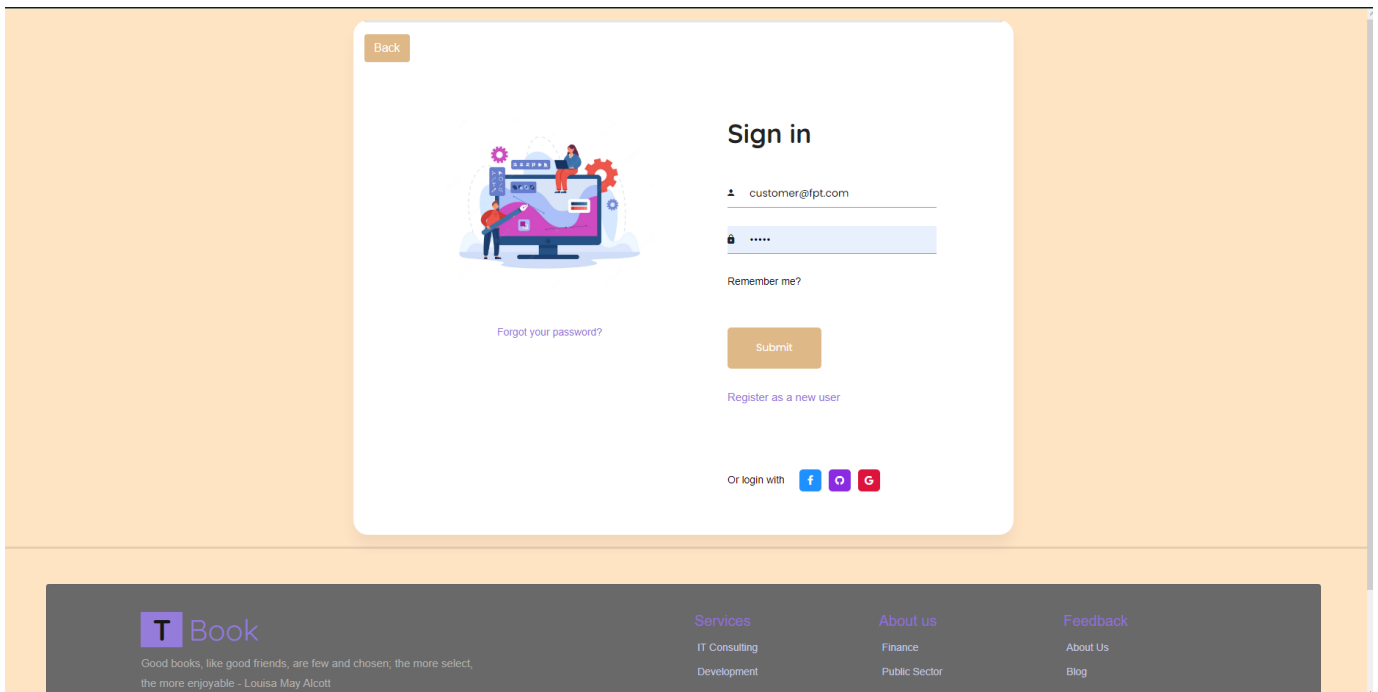 Back
Sign in
customer@fpt.com
•••••
Remember me?
Forgot your password?
Submit
Register as a new user
Or login with
T Book
Good books, like good friends, are few and chosen; the more select,
the more enjoyable - Louisa May Alcott
Services
IT Consulting
Development
About us
Finance
Public Sector
Feedback
About Us
Blog